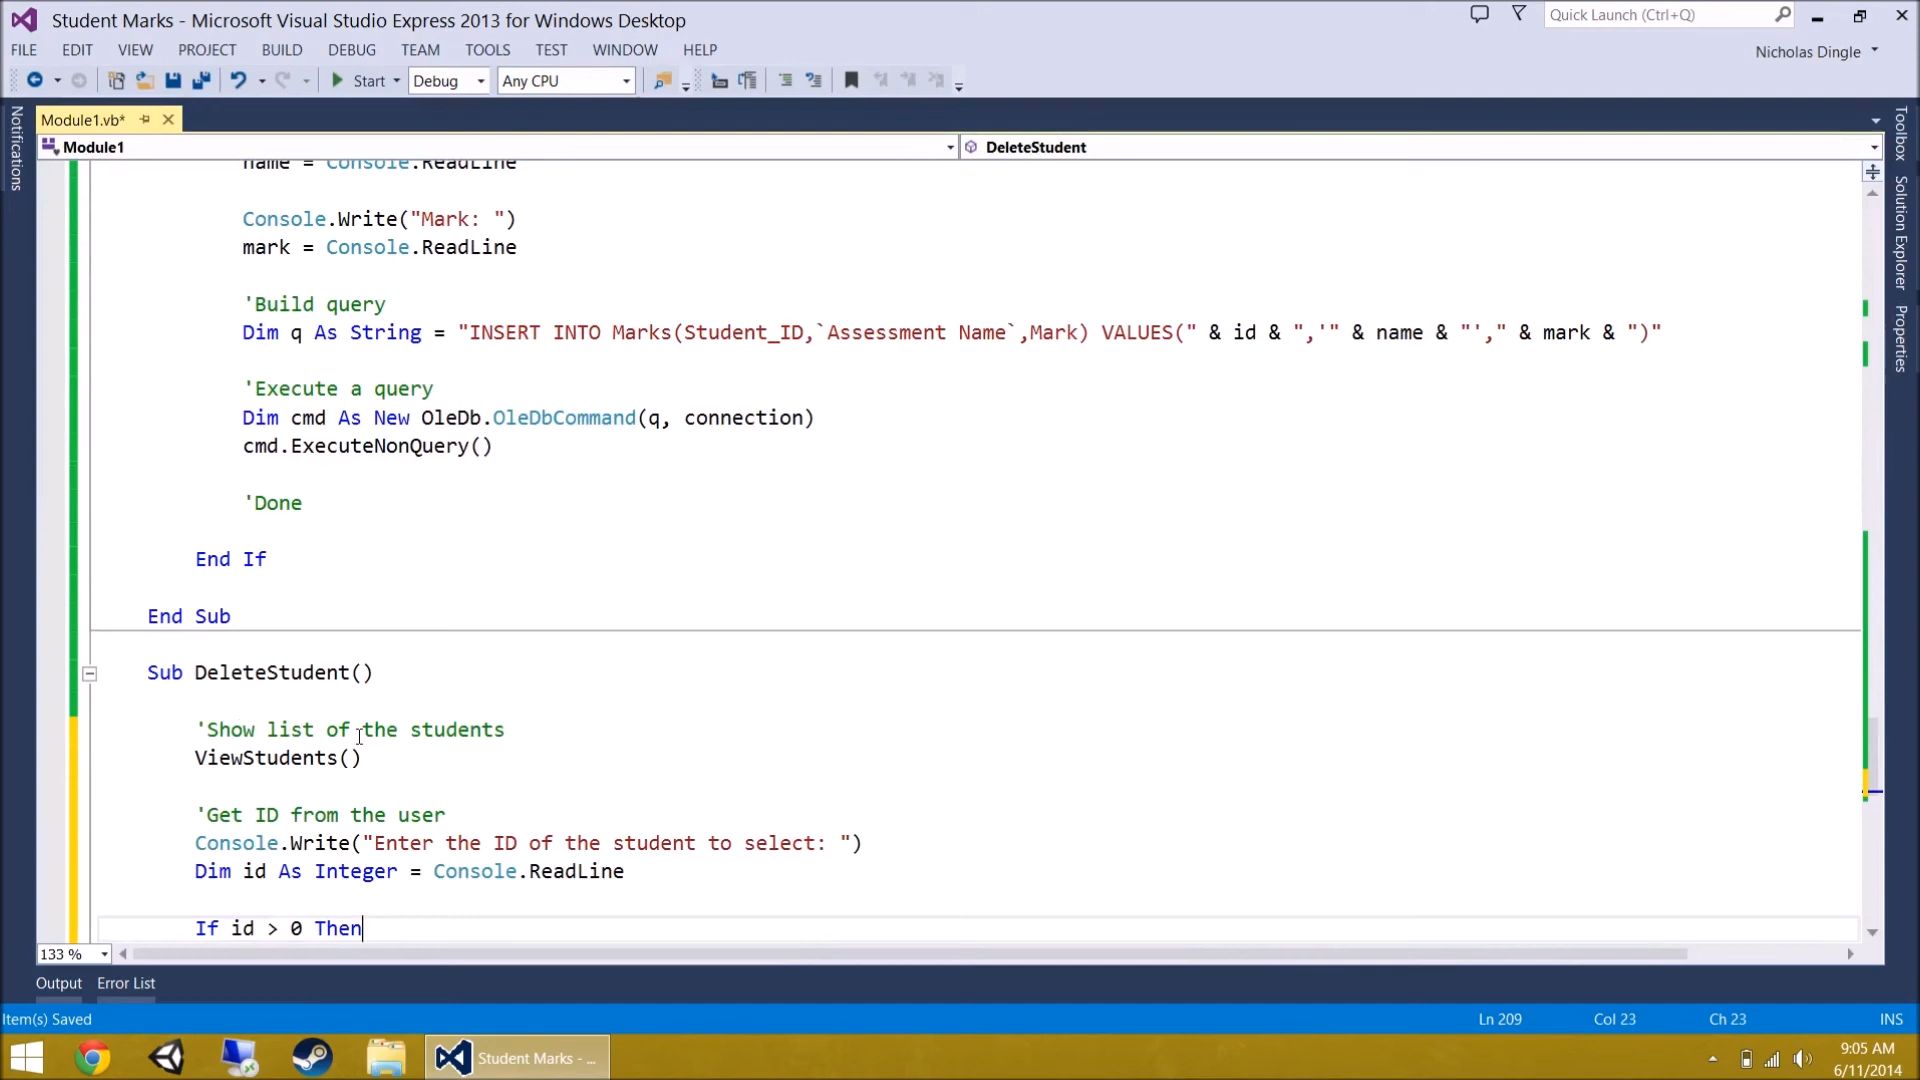 Student Marks - Microsoft Visual Studio Express 2013 for Windows Desktop
Quick Launch (Ctrl+Q)
FILE EDIT VIEW PROJECT BUILD DEBUG TEAM TOOLS TEST WINDOW HELP
Nicholas Dingle
Start Debug Any CPU
Notifications
Module1.vb*
Toolbox
Solution Explorer
Properties
Module1
DeleteStudent
name = Console.ReadLine
Console.Write("Mark: ")
mark = Console.ReadLine
'Build query
Dim q As String = "INSERT INTO Marks(Student_ID,`Assessment Name`,Mark) VALUES(" & id & ",'" & name & "'," & mark & ")"
'Execute a query
Dim cmd As New OleDb.OleDbCommand(q, connection)
cmd.ExecuteNonQuery()
'Done
End If
End Sub
Sub DeleteStudent()
'Show list of the students
ViewStudents()
'Get ID from the user
Console.Write("Enter the ID of the student to select: ")
Dim id As Integer = Console.ReadLine
If id > 0 Then
133 %
Output Error List
Item(s) Saved
Ln 209 Col 23 Ch 23 INS
Student Marks - ...
9:05 AM
6/11/2014